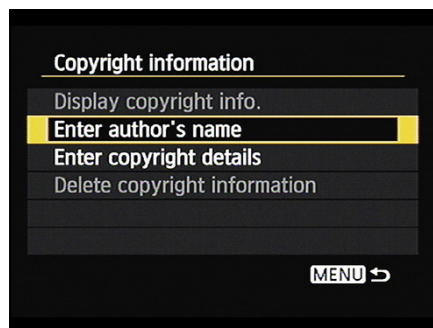 Copyright information
Display copyright info.
Enter author's name
Enter copyright details
Delete copyright information
MENU